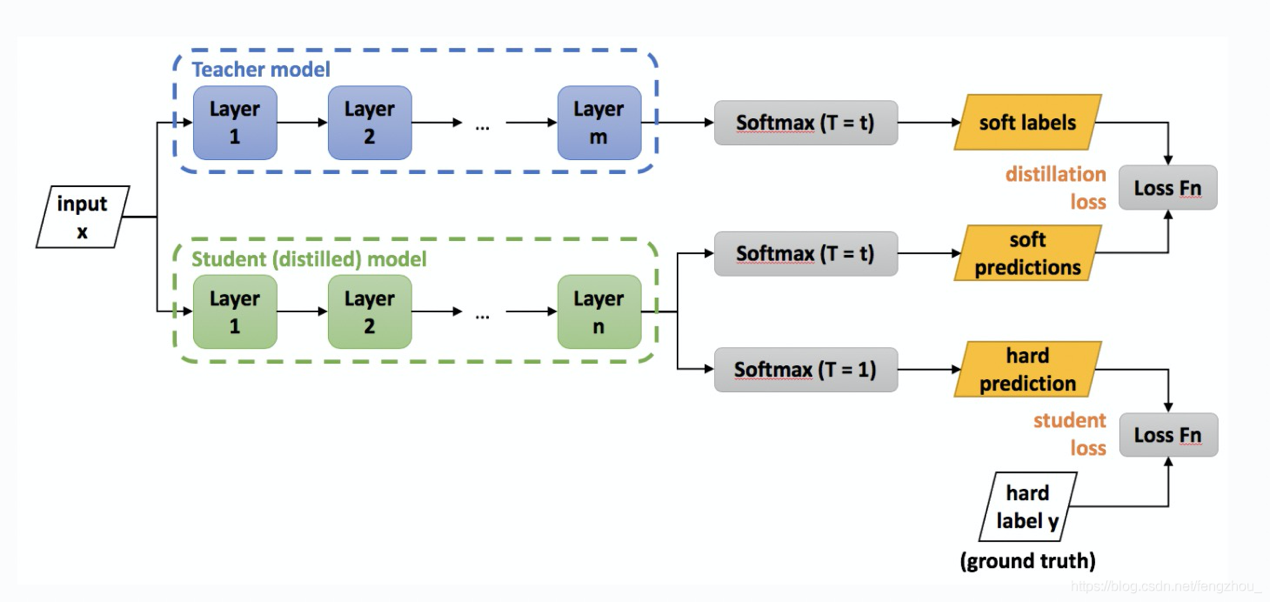 Teacher model
Layer
1
Layer
2
...
Layer
m
Softmax (T = t)
soft labels
distillation
loss
Loss Fn
input
x
Student (distilled) model
Layer
1
Layer
2
...
Layer
n
Softmax (T = t)
soft
predictions
Softmax (T = 1)
hard
prediction
student
loss
Loss Fn
hard
label y
(ground truth)
https://blog.csdn.net/fengzhou_